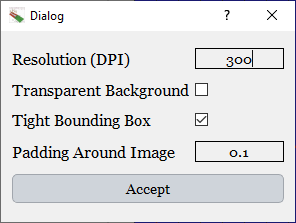 Dialog ?
Resolution (DPI) 300
Transparent Background
Tight Bounding Box
Padding Around Image 0.1
Accept